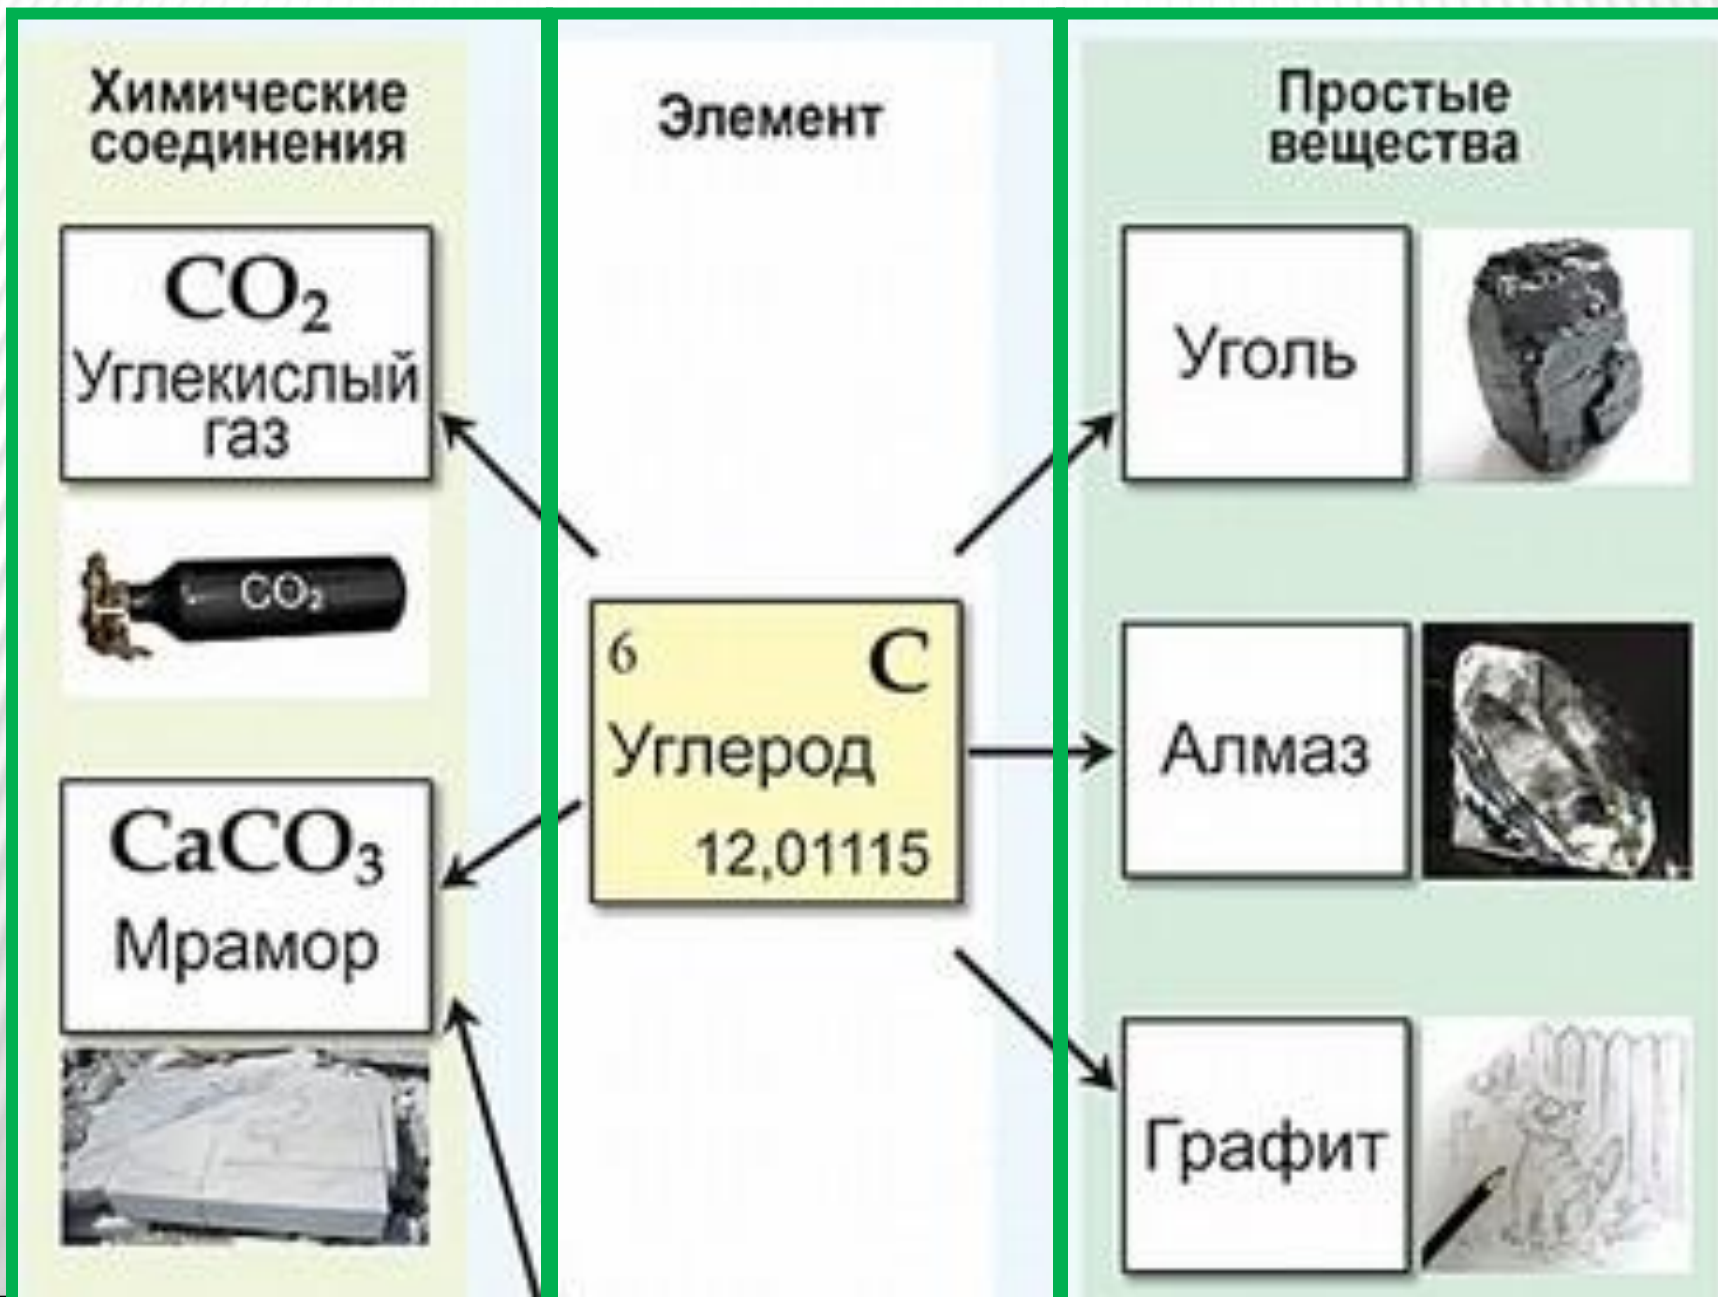 Химические
соединения
CO₂
Углекислый
газ
CO₂
CaCO₃
Мрамор
Элемент
6 C
Углерод
12,01115
Простые
вещества
Уголь
Алмаз
Графит